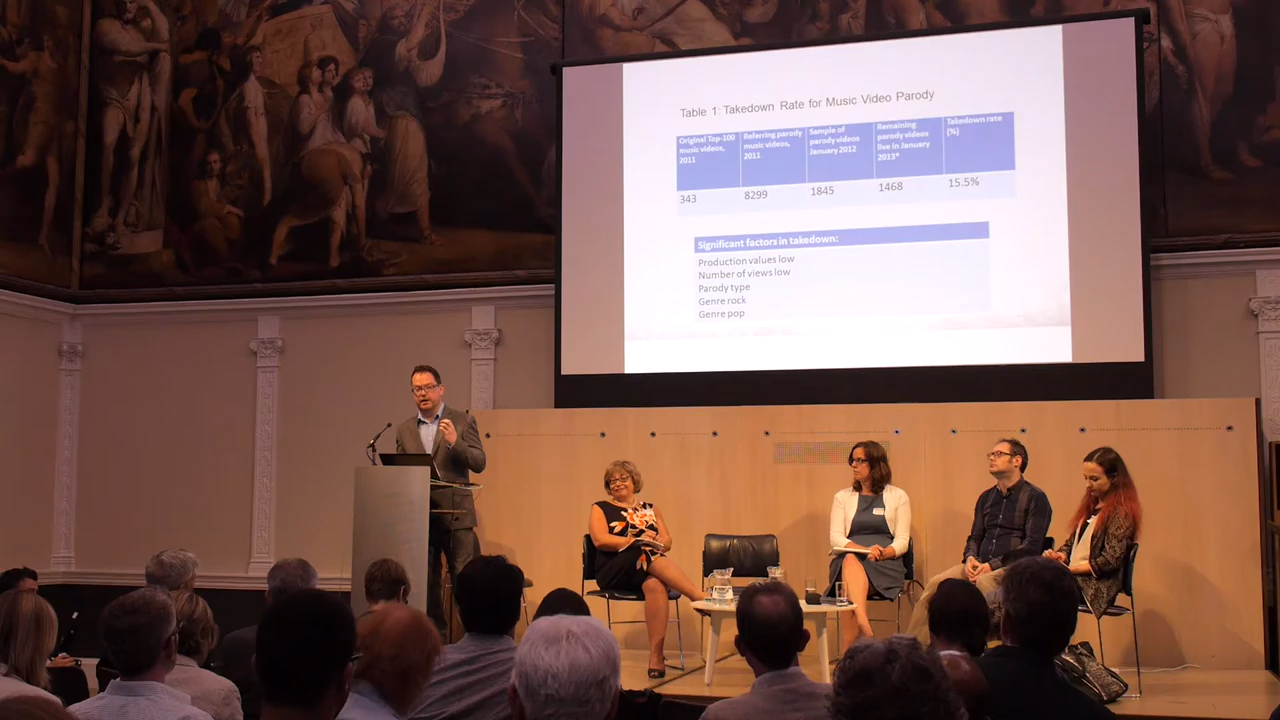 Table 1: Takedown Rate for Music Video Parody
Original Top-100 music videos, 2011
Referring parody music videos, 2011
Sample of parody videos January 2012
Remaining parody videos live in January 2013*
Takedown rate (%)
343
8299
1845
1468
15.5%
Significant factors in takedown:
Production values low
Number of views low
Parody type
Genre rock
Genre pop